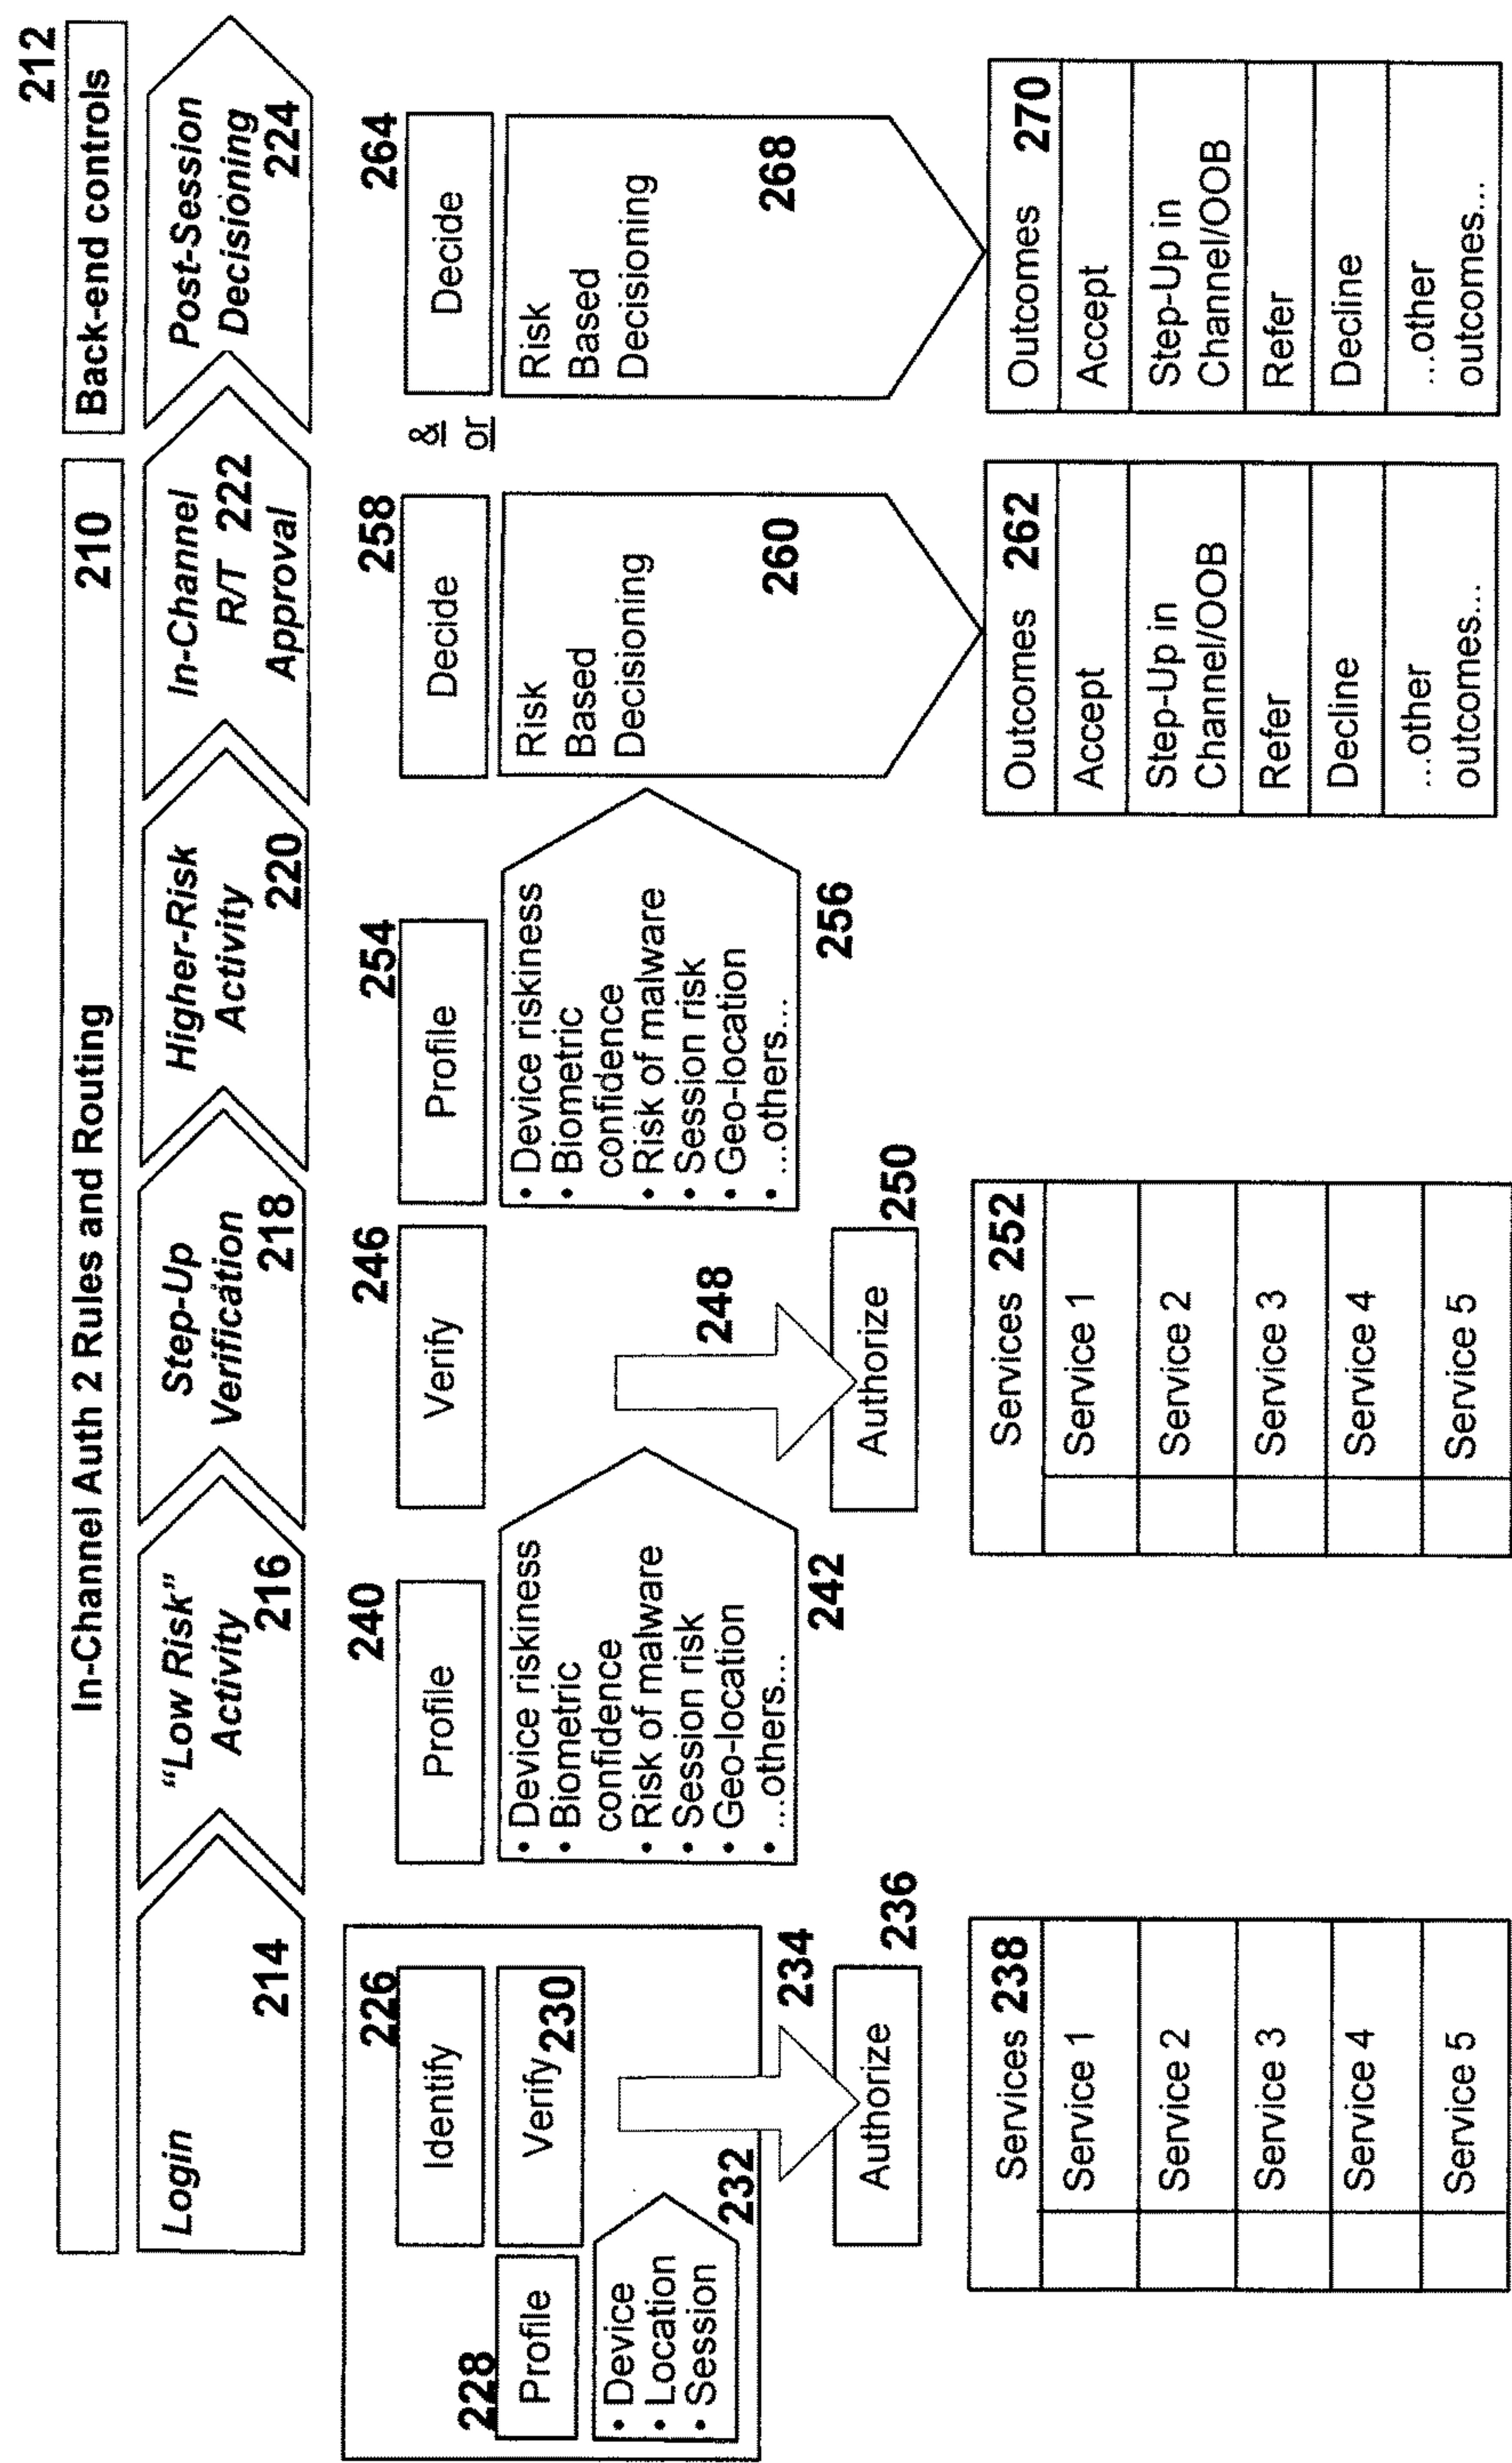 212
In-Channel Auth 2 Rules and Routing 210
Back-end controls
Login
214
“Low Risk”
Activity
216
Step-Up
Verification
218
Higher-Risk
Activity
220
In-Channel
R/T 222
Approval
Post-Session
Decisioning
224
226
Identify
228
Profile
Verify 230
• Device
• Location
• Session
232
234
236
Authorize
Services 238
Service 1
Service 2
Service 3
Service 4
Service 5
240
Profile
• Device riskiness
• Biometric
confidence
• Risk of malware
• Session risk
• Geo-location
• ...others...
242
246
Verify
248
250
Authorize
Services 252
Service 1
Service 2
Service 3
Service 4
Service 5
254
Profile
• Device riskiness
• Biometric
confidence
• Risk of malware
• Session risk
• Geo-location
• ...others...
256
258
Decide
Risk
Based
Decisioning
260
Outcomes 262
Accept
Step-Up in
Channel/OOB
Refer
Decline
...other
outcomes...
&
or
264
Decide
Risk
Based
Decisioning
268
Outcomes 270
Accept
Step-Up in
Channel/OOB
Refer
Decline
...other
outcomes...